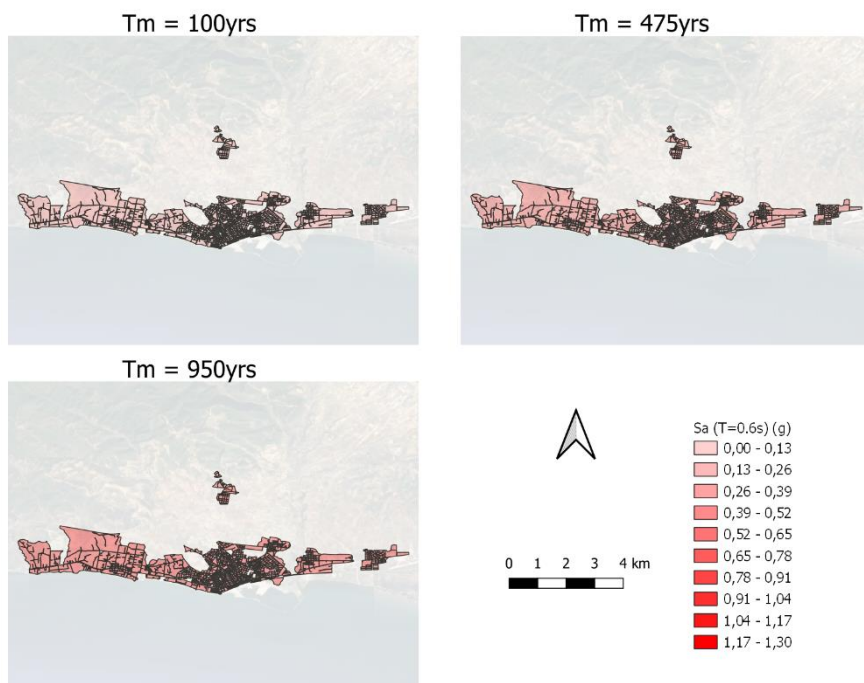 Tm = 100yrs
Tm = 475yrs
Tm = 950yrs
Sa (T=0.6s) (g)
0,00 - 0,13
0,13 - 0,26
0,26 - 0,39
0,39 - 0,52
0,52 - 0,65
0,65 - 0,78
0,78 - 0,91
0,91 - 1,04
1,04 - 1,17
1,17 - 1,30
0 1 2 3 4 km